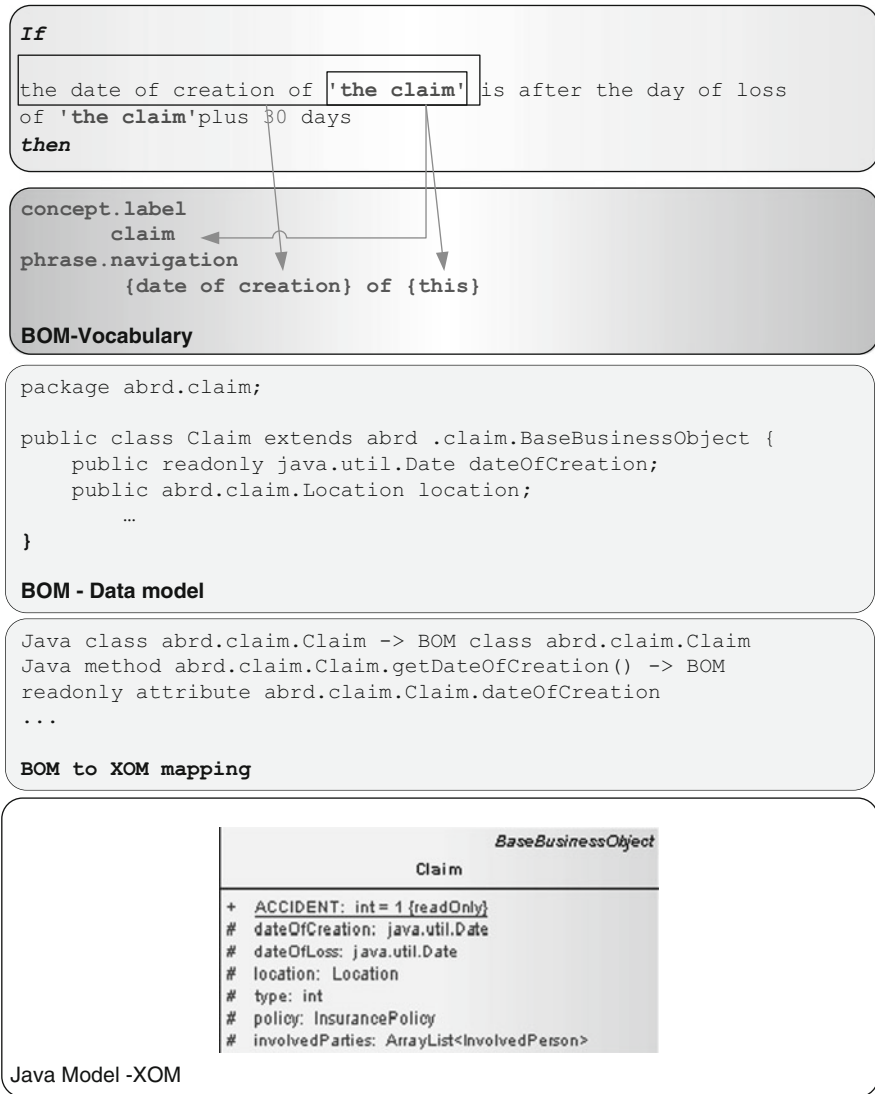 If
the date of creation of 'the claim' is after the day of loss
of 'the claim'plus 30 days
then
concept.label
claim
phrase.navigation
{date of creation} of {this}
BOM-Vocabulary
package abrd.claim;
public class Claim extends abrd .claim.BaseBusinessObject {
public readonly java.util.Date dateOfCreation;
public abrd.claim.Location location;
…
}
BOM - Data model
Java class abrd.claim.Claim -> BOM class abrd.claim.Claim
Java method abrd.claim.Claim.getDateOfCreation() -> BOM
readonly attribute abrd.claim.Claim.dateOfCreation
...
BOM to XOM mapping
BaseBusinessObject
Claim
+ ACCIDENT: int = 1 {readOnly}
# dateOfCreation: java.util.Date
# dateOfLoss: java.util.Date
# location: Location
# type: int
# policy: InsurancePolicy
# involvedParties: ArrayList<InvolvedPerson>
Java Model -XOM